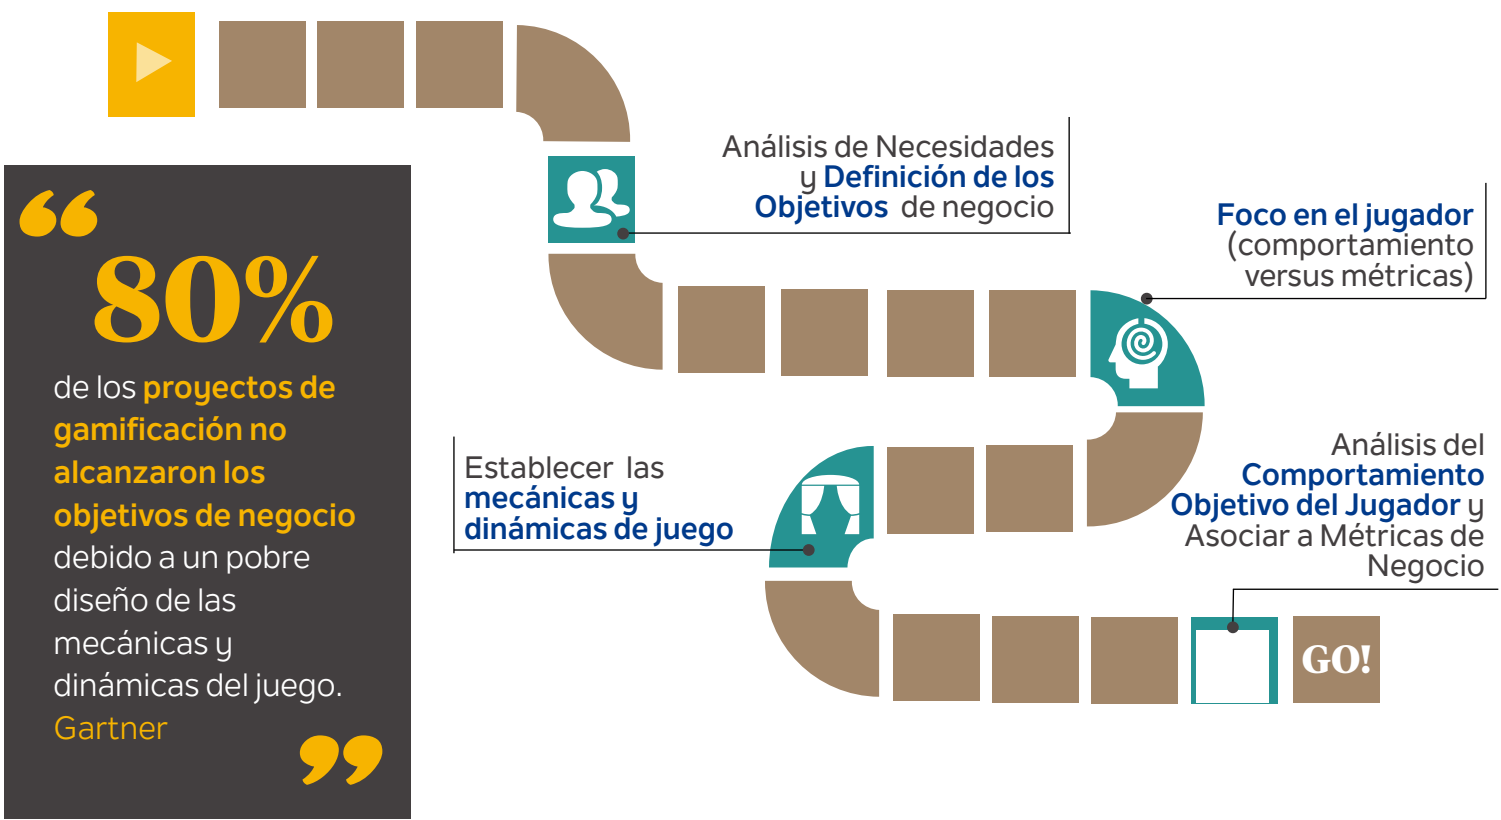 Análisis de Necesidades
y Definición de los
Objetivos de negocio
Foco en el jugador
(comportamiento
versus métricas)
“
80%
de los proyectos de
gamificación no
alcanzaron los
objetivos de negocio
debido a un pobre
diseño de las
mecánicas y
dinámicas del juego.
Gartner
”
Establecer las
mecánicas y
dinámicas de juego
Análisis del
Comportamiento
Objetivo del Jugador y
Asociar a Métricas de
Negocio
GO!